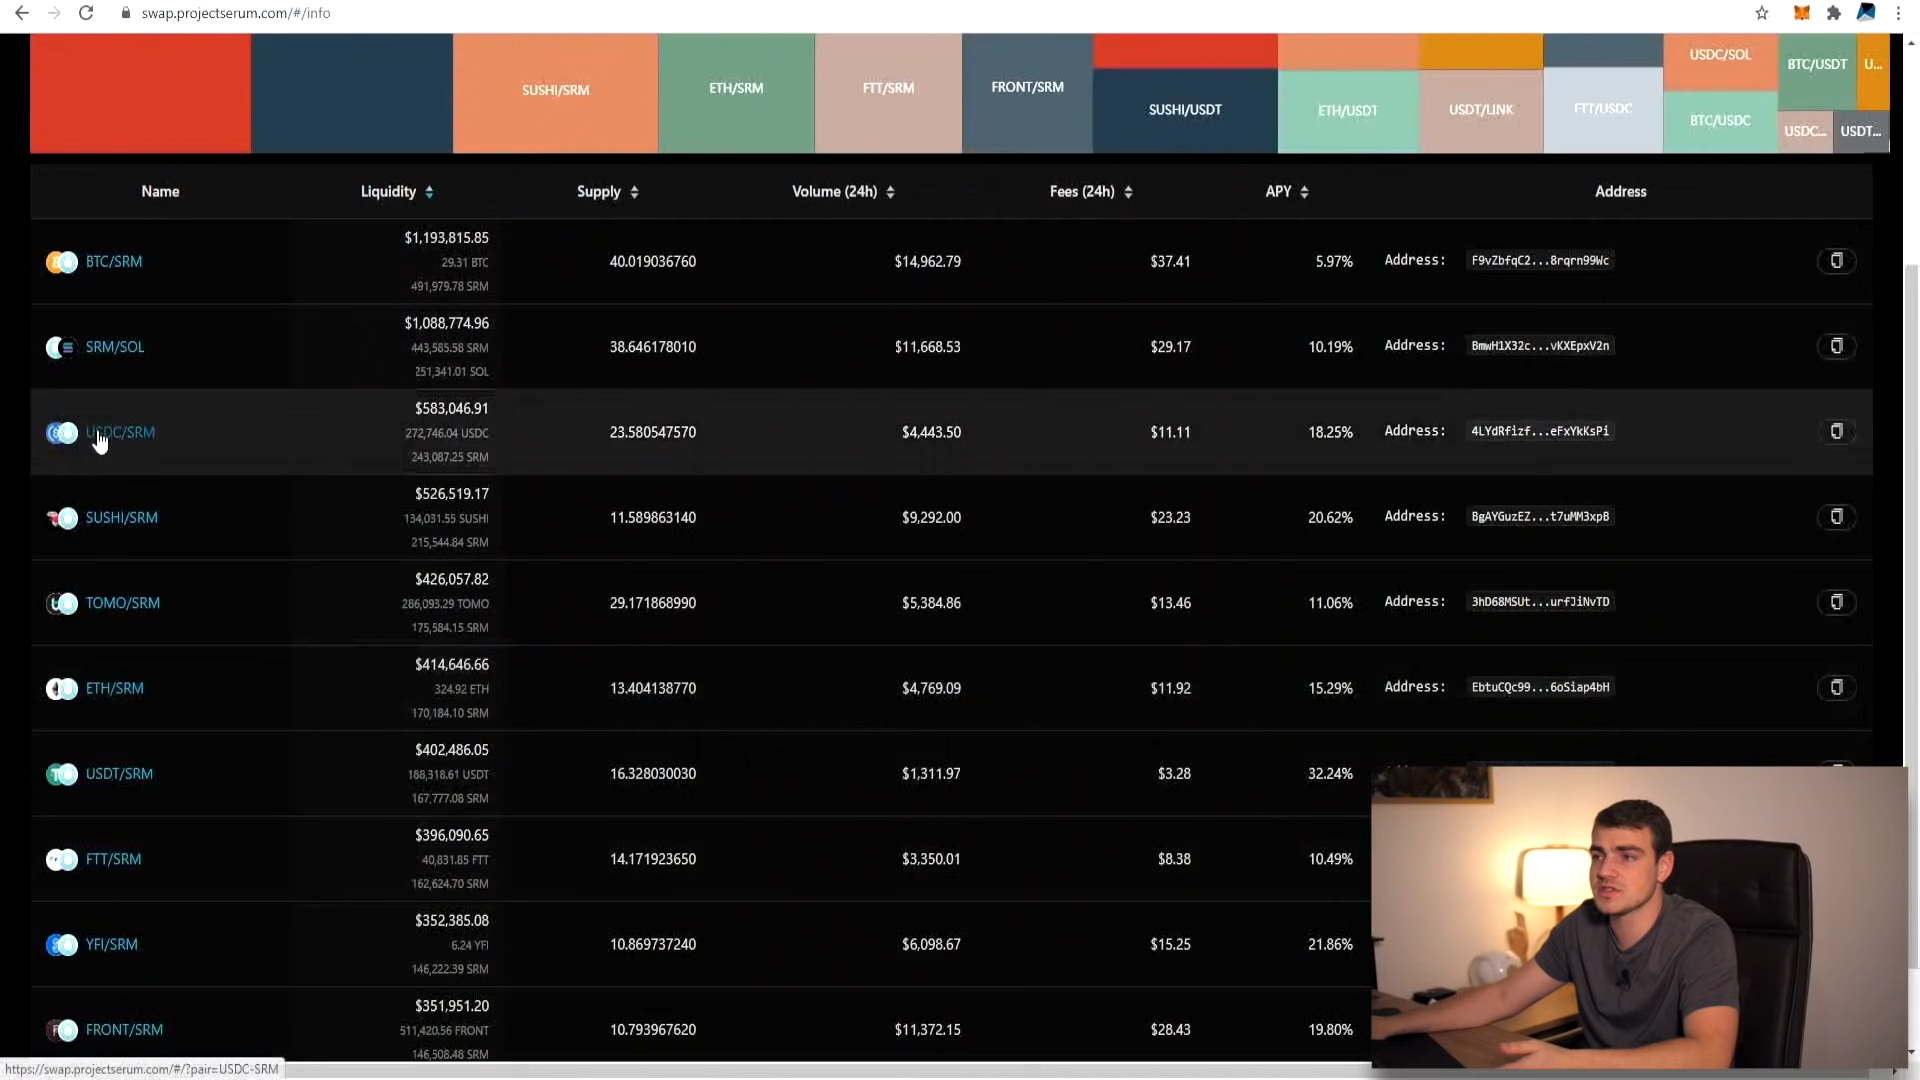 swap.projectserum.com/#/info
SUSHI/SRM
ETH/SRM
FTT/SRM
FRONT/SRM
SUSHI/USDT
ETH/USDT
USDT/LINK
FTT/USDC
USDC/SOL
BTC/USDC
BTC/USDT
U...
USDC...
USDT...
Name Liquidity Supply Volume (24h) Fees (24h) APY Address
$1,193,815.85
BTC/SRM 29.31 BTC 40.019036760 $14,962.79 $37.41 5.97% Address: F9vZbfqC2...8rqrn99Wc
491,979.78 SRM
$1,088,774.96
SRM/SOL 443,585.58 SRM 38.646178010 $11,668.53 $29.17 10.19% Address: BmwH1X32c...vKXEpxV2n
251,341.01 SOL
$583,046.91
USDC/SRM 272,746.04 USDC 23.580547570 $4,443.50 $11.11 18.25% Address: 4LYdRfizf...eFxYkKsPi
243,087.25 SRM
$526,519.17
SUSHI/SRM 134,031.55 SUSHI 11.589863140 $9,292.00 $23.23 20.62% Address: BgAYGuzEZ...t7uMM3xpB
215,544.84 SRM
$426,057.82
TOMO/SRM 286,093.29 TOMO 29.171868990 $5,384.86 $13.46 11.06% Address: 3hD68MSUt...urfJiNvTD
175,584.15 SRM
$414,646.66
ETH/SRM 324.92 ETH 13.404138770 $4,769.09 $11.92 15.29% Address: EbtuCQc99...6oSiap4bH
170,184.10 SRM
$402,486.05
USDT/SRM 188,318.61 USDT 16.328030030 $1,311.97 $3.28 32.24%
167,777.08 SRM
$396,090.65
FTT/SRM 40,831.85 FTT 14.171923650 $3,350.01 $8.38 10.49%
162,624.70 SRM
$352,385.08
YFI/SRM 6.24 YFI 10.869737240 $6,098.67 $15.25 21.86%
146,222.39 SRM
$351,951.20
FRONT/SRM 511,420.56 FRONT 10.793967620 $11,372.15 $28.43 19.80%
146,508.48 SRM
https://swap.projectserum.com/#/?pair=USDC-SRM